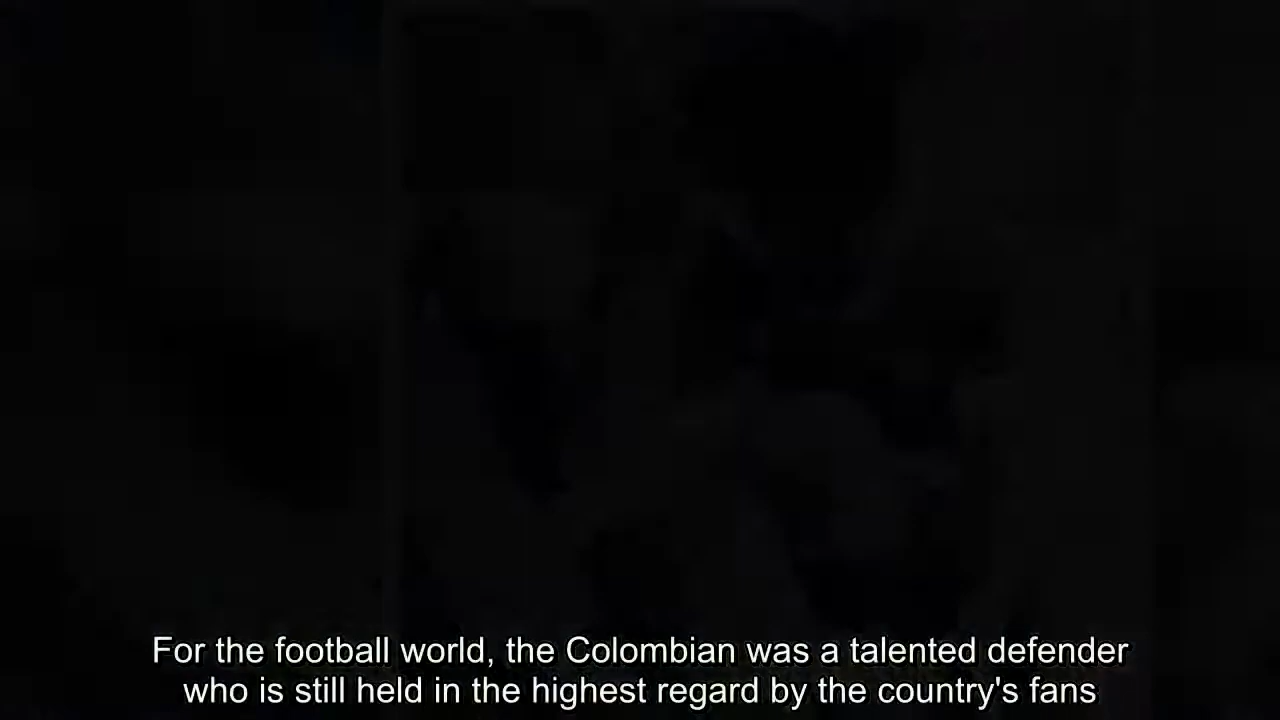 For the football world, the Colombian was a talented defender
who is still held in the highest regard by the country's fans